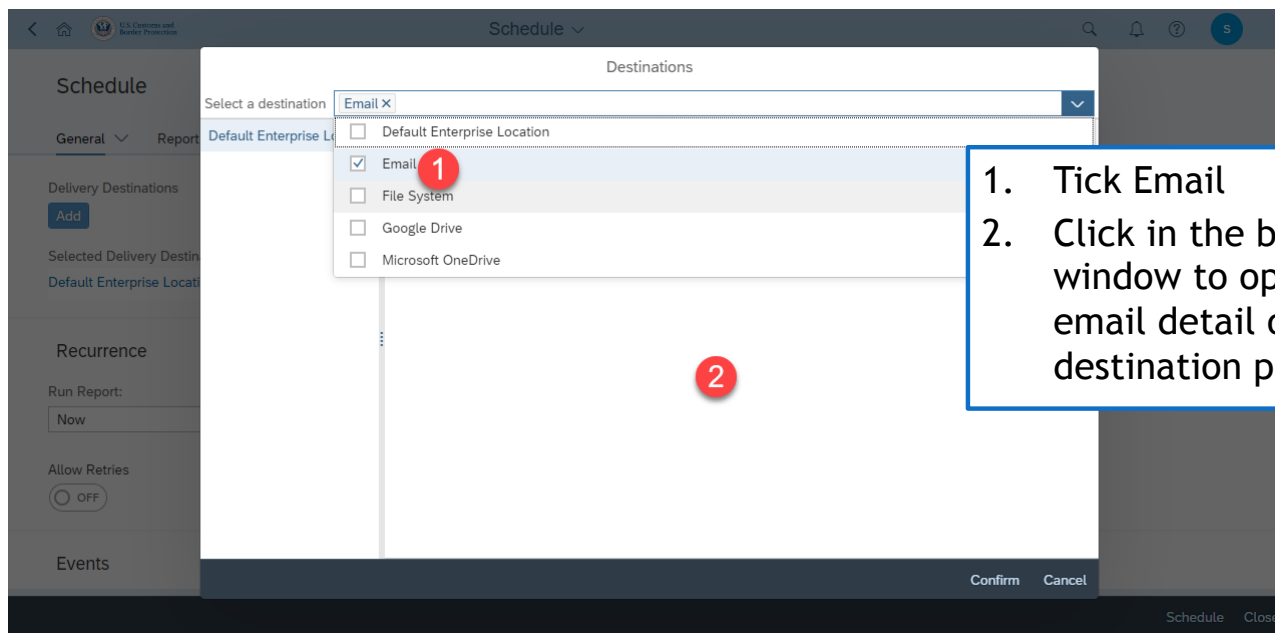 U.S. Customs and
Border Protection
Schedule
S
Destinations
Schedule
Select a destination Email
General Report
Default Enterprise L
Default Enterprise Location
Email
1
File System
Google Drive
Microsoft OneDrive
Delivery Destinations
Add
Selected Delivery Destin
Default Enterprise Locati
1. Tick Email
2. Click in the b
window to op
email detail
destination p
Recurrence
2
Run Report:
Now
Allow Retries
OFF
Events
Confirm Cancel
Schedule Close